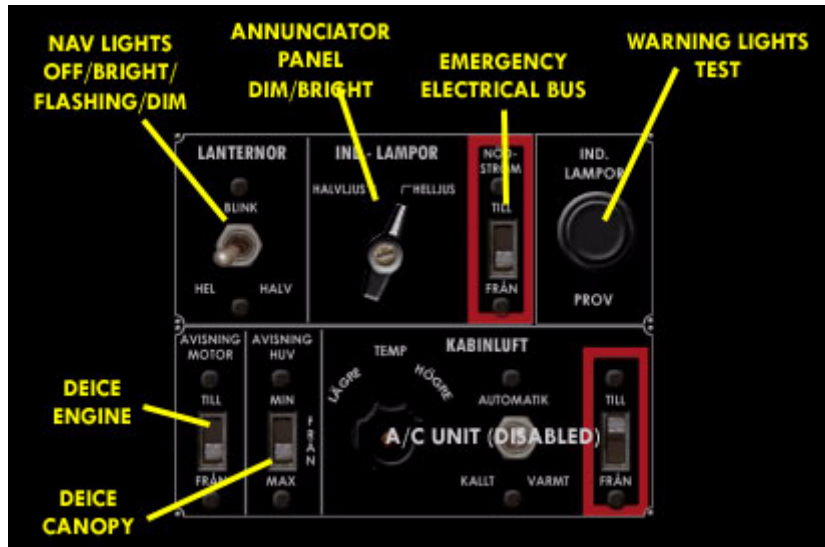 NAV LIGHTS
OFF/BRIGHT/
FLASHING/DIM
ANNUNCIATOR
PANEL
DIM/BRIGHT
EMERGENCY
ELECTRICAL BUS
WARNING LIGHTS
TEST
LANTERNOR
BLINK
HEL
HALV
IND.- LAMPOR
HALVLJUS
HELLJUS
NÖD-
STRÖM
TILL
FRÅN
IND.
LAMPOR
PROV
AVISNING
MOTOR
TILL
FRÅN
AVISNING
HUV
MIN
FRÅN
MAX
KABINLUFT
TEMP
LÄGRE
HÖGRE
AUTOMATIK
KALLT
VARMT
A/C UNIT (DISABLED)
TILL
FRÅN
DEICE
ENGINE
DEICE
CANOPY